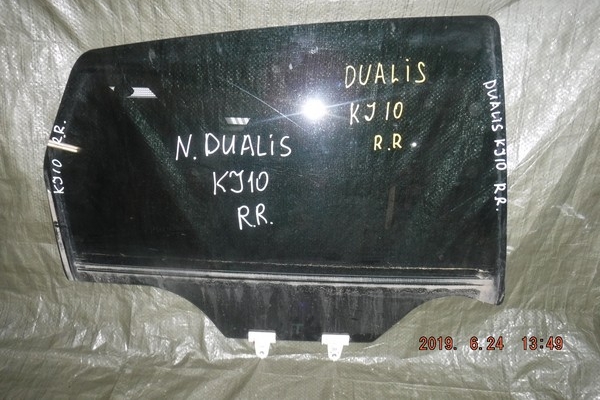 DUALiS
KJ10
R.R
N. DUALiS
KJ10
R.R.
KJ10 R.R.
DUALiS KJ10 R.R.
2019. 6.24 13:49